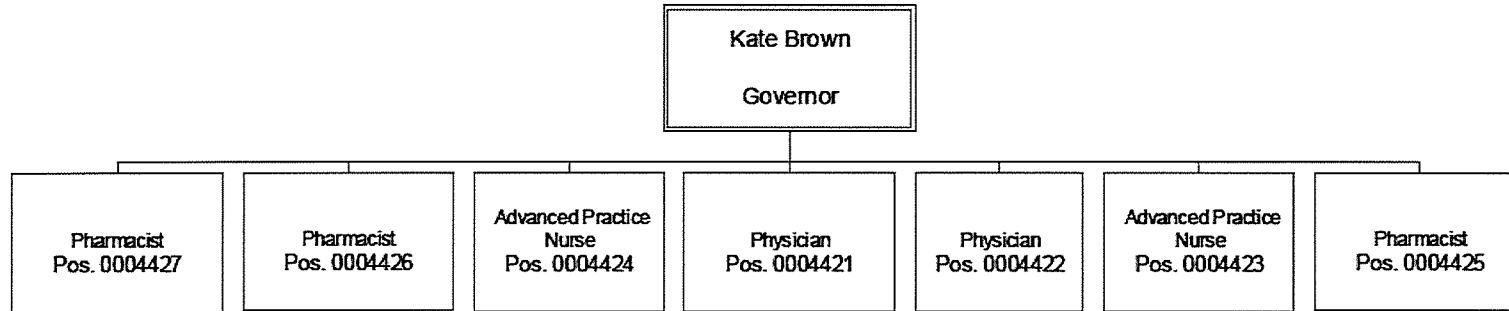 Kate Brown
Governor
Pharmacist
Pos. 0004427
Pharmacist
Pos. 0004426
Advanced Practice
Nurse
Pos. 0004424
Physician
Pos. 0004421
Physician
Pos. 0004422
Advanced Practice
Nurse
Pos. 0004423
Pharmacist
Pos. 0004425